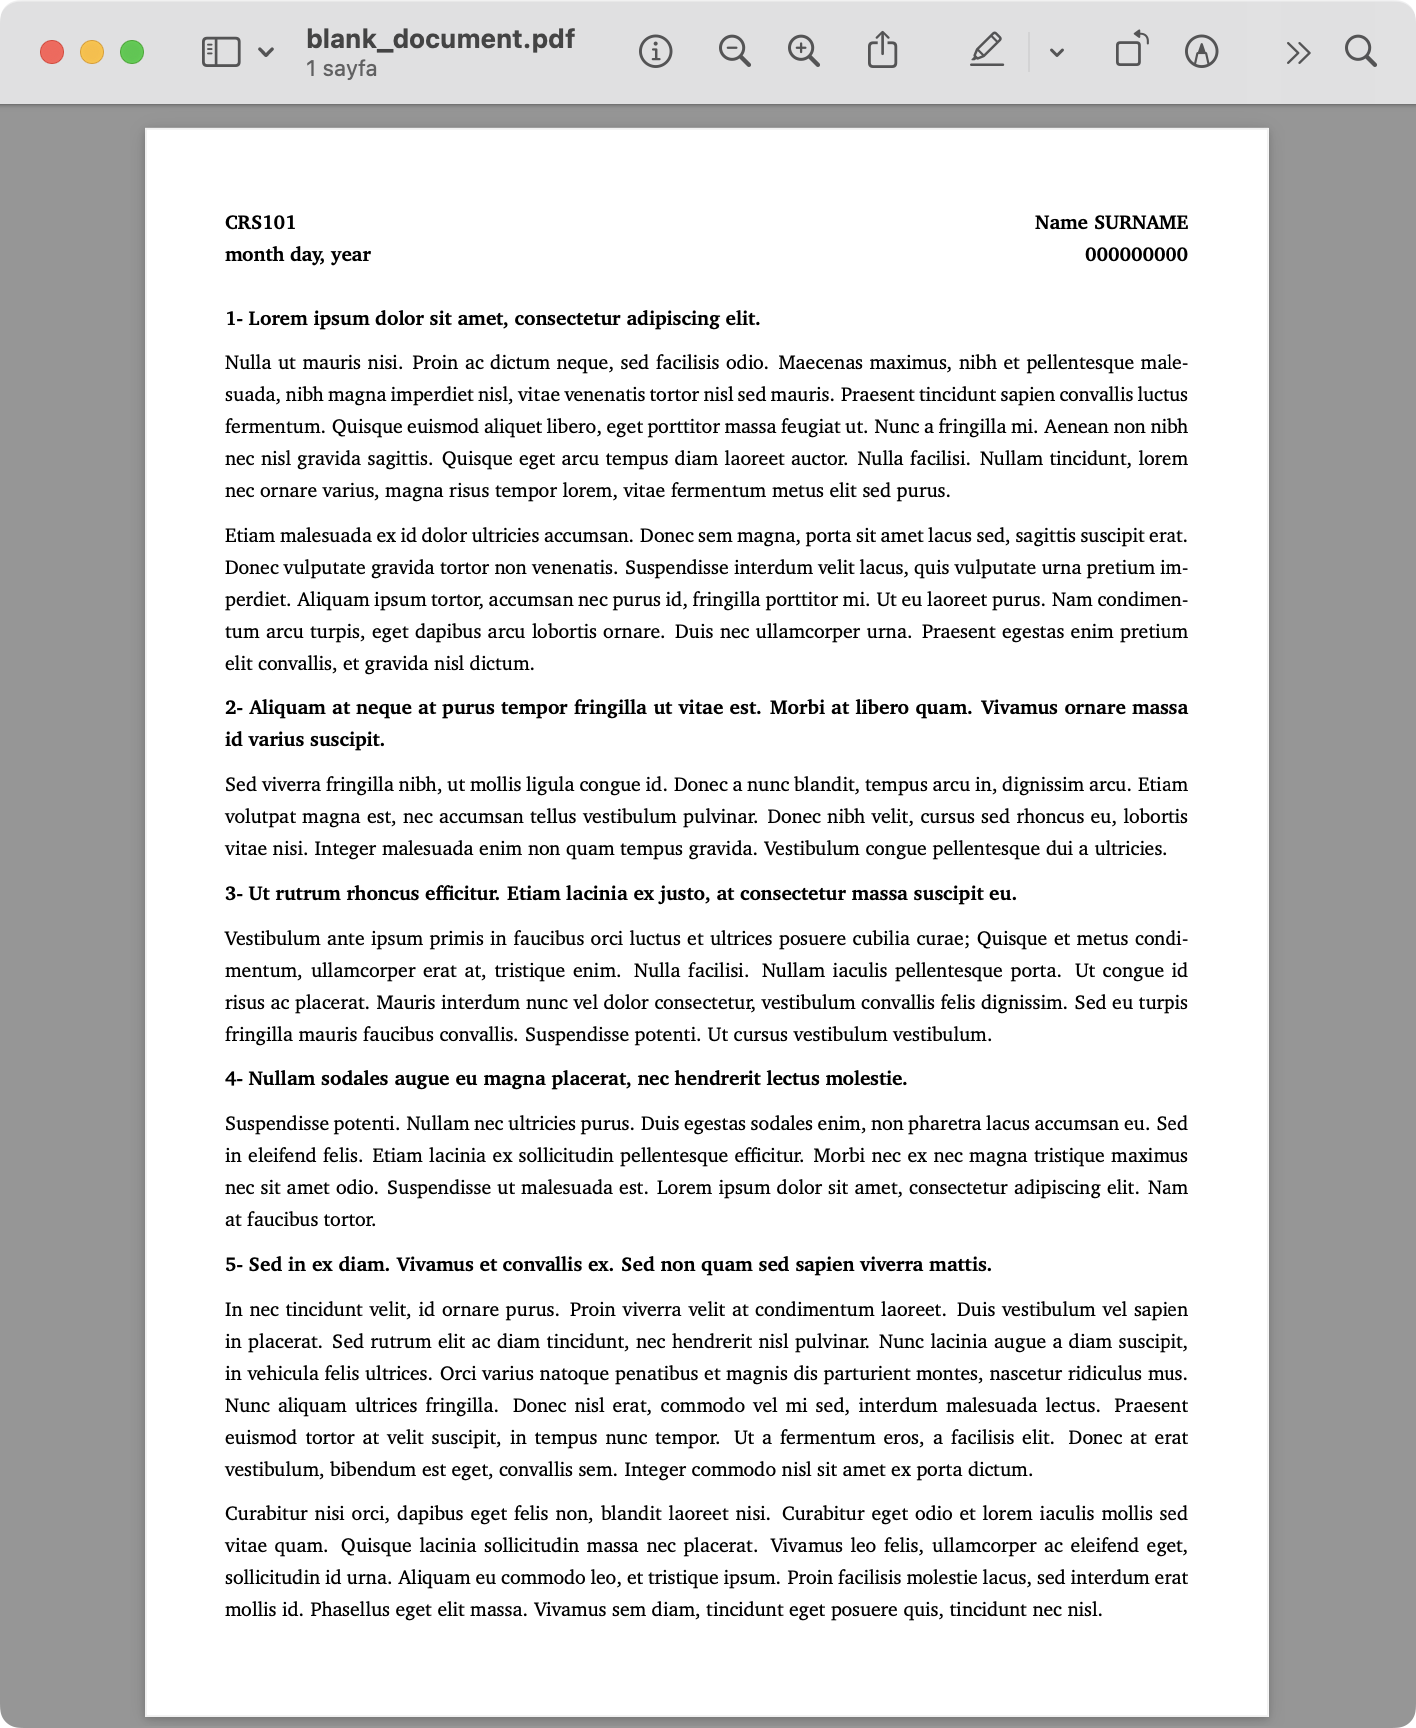 blank_document.pdf
1 sayfa
CRS101
Name SURNAME
month day, year
000000000
1- Lorem ipsum dolor sit amet, consectetur adipiscing elit.
Nulla ut mauris nisi. Proin ac dictum neque, sed facilisis odio. Maecenas maximus, nibh et pellentesque male-
suada, nibh magna imperdiet nisl, vitae venenatis tortor nisl sed mauris. Praesent tincidunt sapien convallis luctus
fermentum. Quisque euismod aliquet libero, eget porttitor massa feugiat ut. Nunc a fringilla mi. Aenean non nibh
nec nisl gravida sagittis. Quisque eget arcu tempus diam laoreet auctor. Nulla facilisi. Nullam tincidunt, lorem
nec ornare varius, magna risus tempor lorem, vitae fermentum metus elit sed purus.
Etiam malesuada ex id dolor ultricies accumsan. Donec sem magna, porta sit amet lacus sed, sagittis suscipit erat.
Donec vulputate gravida tortor non venenatis. Suspendisse interdum velit lacus, quis vulputate urna pretium im-
perdiet. Aliquam ipsum tortor, accumsan nec purus id, fringilla porttitor mi. Ut eu laoreet purus. Nam condimen-
tum arcu turpis, eget dapibus arcu lobortis ornare. Duis nec ullamcorper urna. Praesent egestas enim pretium
elit convallis, et gravida nisl dictum.
2- Aliquam at neque at purus tempor fringilla ut vitae est. Morbi at libero quam. Vivamus ornare massa
id varius suscipit.
Sed viverra fringilla nibh, ut mollis ligula congue id. Donec a nunc blandit, tempus arcu in, dignissim arcu. Etiam
volutpat magna est, nec accumsan tellus vestibulum pulvinar. Donec nibh velit, cursus sed rhoncus eu, lobortis
vitae nisi. Integer malesuada enim non quam tempus gravida. Vestibulum congue pellentesque dui a ultricies.
3- Ut rutrum rhoncus efficitur. Etiam lacinia ex justo, at consectetur massa suscipit eu.
Vestibulum ante ipsum primis in faucibus orci luctus et ultrices posuere cubilia curae; Quisque et metus condi-
mentum, ullamcorper erat at, tristique enim. Nulla facilisi. Nullam iaculis pellentesque porta. Ut congue id
risus ac placerat. Mauris interdum nunc vel dolor consectetur, vestibulum convallis felis dignissim. Sed eu turpis
fringilla mauris faucibus convallis. Suspendisse potenti. Ut cursus vestibulum vestibulum.
4- Nullam sodales augue eu magna placerat, nec hendrerit lectus molestie.
Suspendisse potenti. Nullam nec ultricies purus. Duis egestas sodales enim, non pharetra lacus accumsan eu. Sed
in eleifend felis. Etiam lacinia ex sollicitudin pellentesque efficitur. Morbi nec ex nec magna tristique maximus
nec sit amet odio. Suspendisse ut malesuada est. Lorem ipsum dolor sit amet, consectetur adipiscing elit. Nam
at faucibus tortor.
5- Sed in ex diam. Vivamus et convallis ex. Sed non quam sed sapien viverra mattis.
In nec tincidunt velit, id ornare purus. Proin viverra velit at condimentum laoreet. Duis vestibulum vel sapien
in placerat. Sed rutrum elit ac diam tincidunt, nec hendrerit nisl pulvinar. Nunc lacinia augue a diam suscipit,
in vehicula felis ultrices. Orci varius natoque penatibus et magnis dis parturient montes, nascetur ridiculus mus.
Nunc aliquam ultrices fringilla. Donec nisl erat, commodo vel mi sed, interdum malesuada lectus. Praesent
euismod tortor at velit suscipit, in tempus nunc tempor. Ut a fermentum eros, a facilisis elit. Donec at erat
vestibulum, bibendum est eget, convallis sem. Integer commodo nisl sit amet ex porta dictum.
Curabitur nisi orci, dapibus eget felis non, blandit laoreet nisi. Curabitur eget odio et lorem iaculis mollis sed
vitae quam. Quisque lacinia sollicitudin massa nec placerat. Vivamus leo felis, ullamcorper ac eleifend eget,
sollicitudin id urna. Aliquam eu commodo leo, et tristique ipsum. Proin facilisis molestie lacus, sed interdum erat
mollis id. Phasellus eget elit massa. Vivamus sem diam, tincidunt eget posuere quis, tincidunt nec nisl.